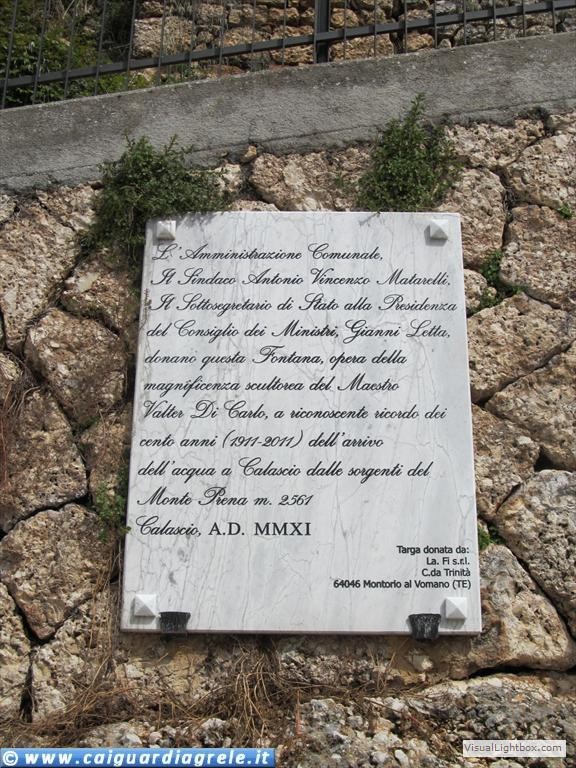 L'Amministrazione Comunale,
Il Sindaco Antonio Vincenzo Matarelli,
Il Sottosegretario di Stato alla Residenza
del Consiglio dei Ministri, Gianni Letta,
donano questa Fontana, opera della
magnificenza scultorea del Maestro
Valter Di Carlo, a riconoscente ricordo dei
cento anni (1911-2011) dell'arrivo
dell'acqua a Calascio dalle sorgenti del
Monte Prena m. 2561
Calascio, A.D. MMXI
Targa donata da:
La. Fi s.r.l.
C.da Trinità
64046 Montorio al Vomano (TE)
© www.caiguardiagrele.it
VisualLightBox.com